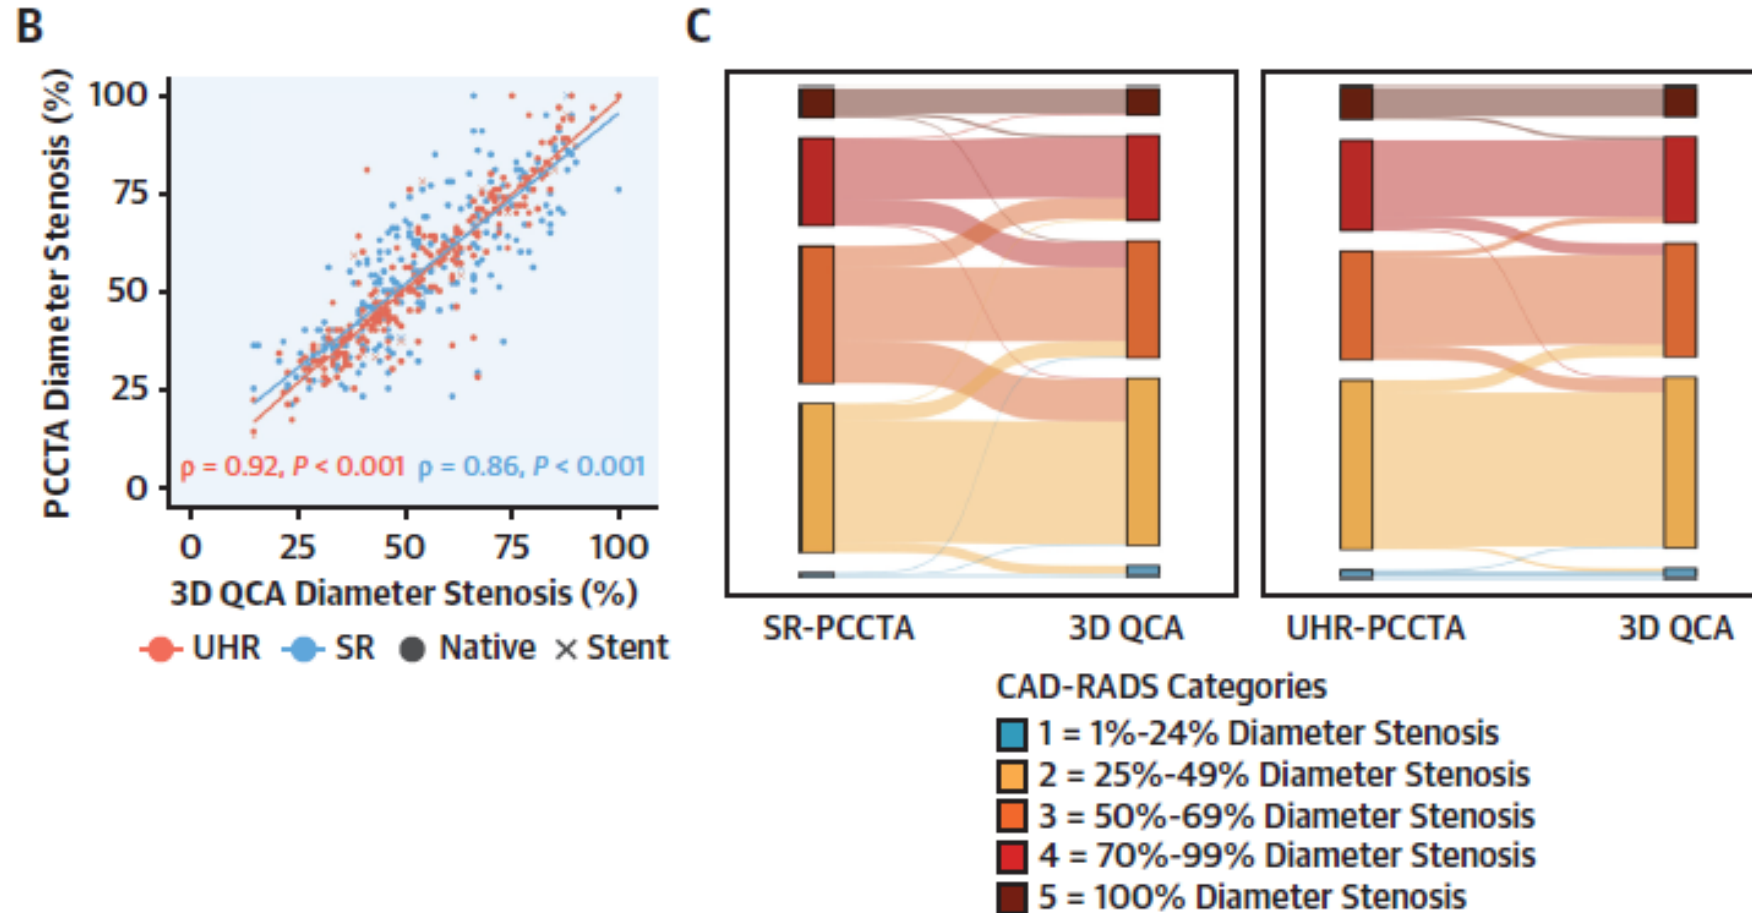 B
PCCTA Diameter Stenosis (%)
100
75
50
25
0
ρ = 0.92, P < 0.001 ρ = 0.86, P < 0.001
0 25 50 75 100
3D QCA Diameter Stenosis (%)
UHR SR Native × Stent
C
SR-PCCTA 3D QCA UHR-PCCTA 3D QCA
CAD-RADS Categories
1 = 1%-24% Diameter Stenosis
2 = 25%-49% Diameter Stenosis
3 = 50%-69% Diameter Stenosis
4 = 70%-99% Diameter Stenosis
5 = 100% Diameter Stenosis